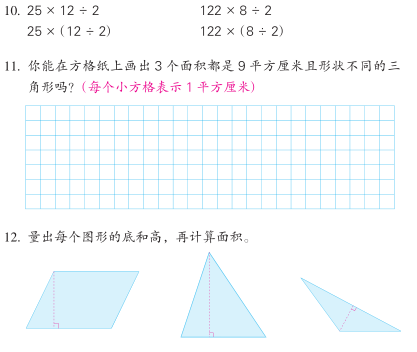 10. 25 × 12 ÷ 2 122 × 8 ÷ 2
25 ×（12 ÷ 2） 122 ×（8 ÷ 2）
11. 你能在方格纸上画出 3 个面积都是 9 平方厘米且形状不同的三
角形吗？（每个小方格表示 1 平方厘米）
12. 量出每个图形的底和高，再计算面积。